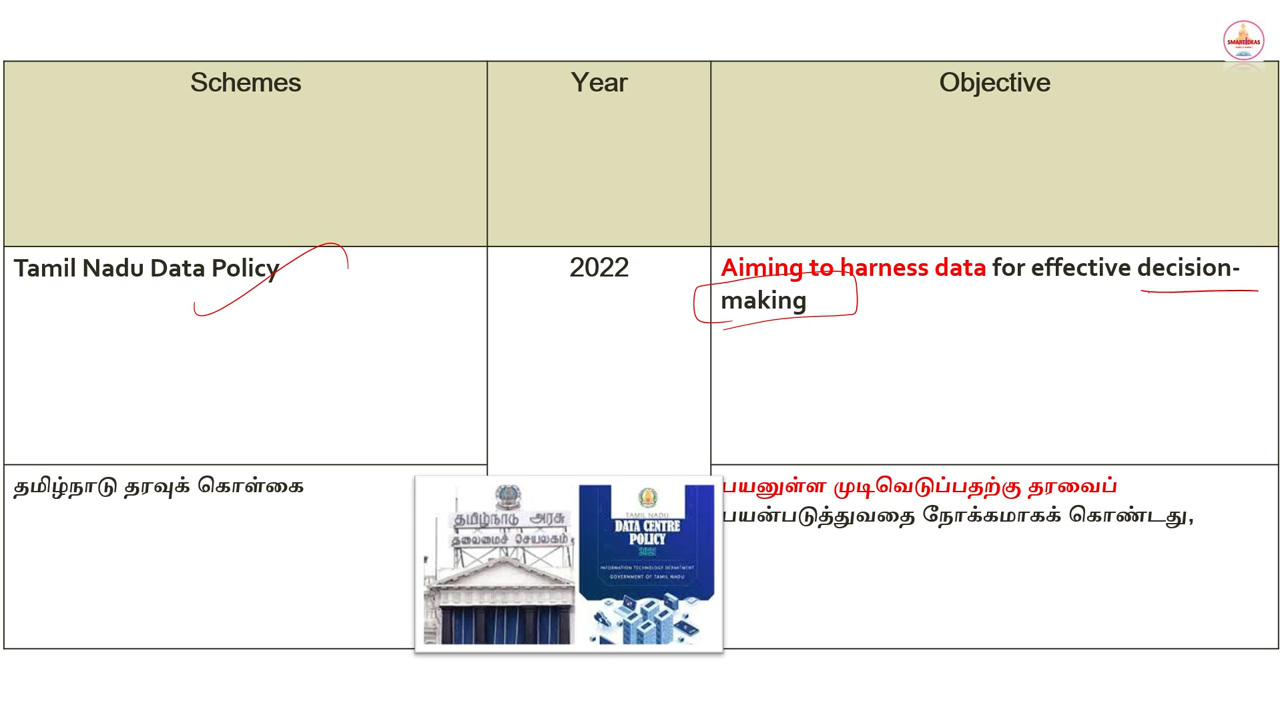 SMART IDEAS
Schemes
Year
Objective
Tamil Nadu Data Policy
2022
Aiming to harness data for effective decision-
making
தமிழ்நாடு தரவுக் கொள்கை
பயனுள்ள முடிவெடுப்பதற்கு தரவைப்
பயன்படுத்துவதை நோக்கமாகக் கொண்டது,
தமிழ்நாடு அரசு
தலைமைச் செயலகம்
TAMIL NADU
DATA CENTRE
POLICY
INFORMATION TECHNOLOGY DEPARTMENT
GOVERNMENT OF TAMIL NADU